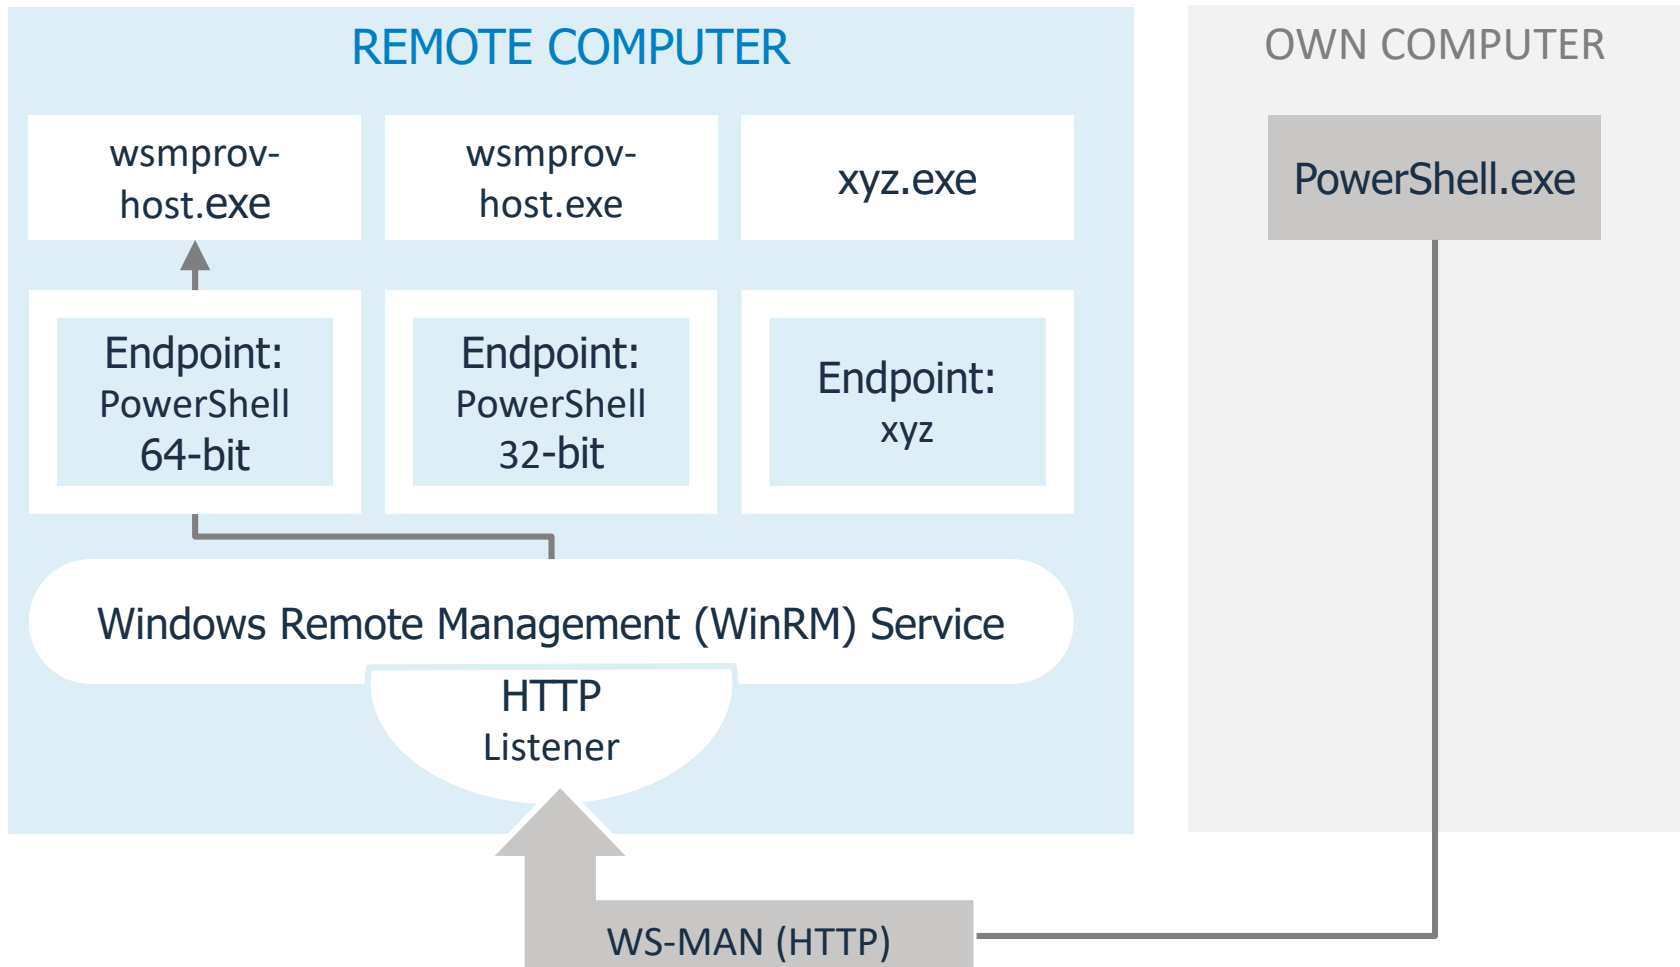 REMOTE COMPUTER
OWN COMPUTER
wsmprov-
host.exe
wsmprov-
host.exe
xyz.exe
PowerShell.exe
Endpoint:
PowerShell
64-bit
Endpoint:
PowerShell
32-bit
Endpoint:
xyz
Windows Remote Management (WinRM) Service
HTTP
Listener
WS-MAN (HTTP)